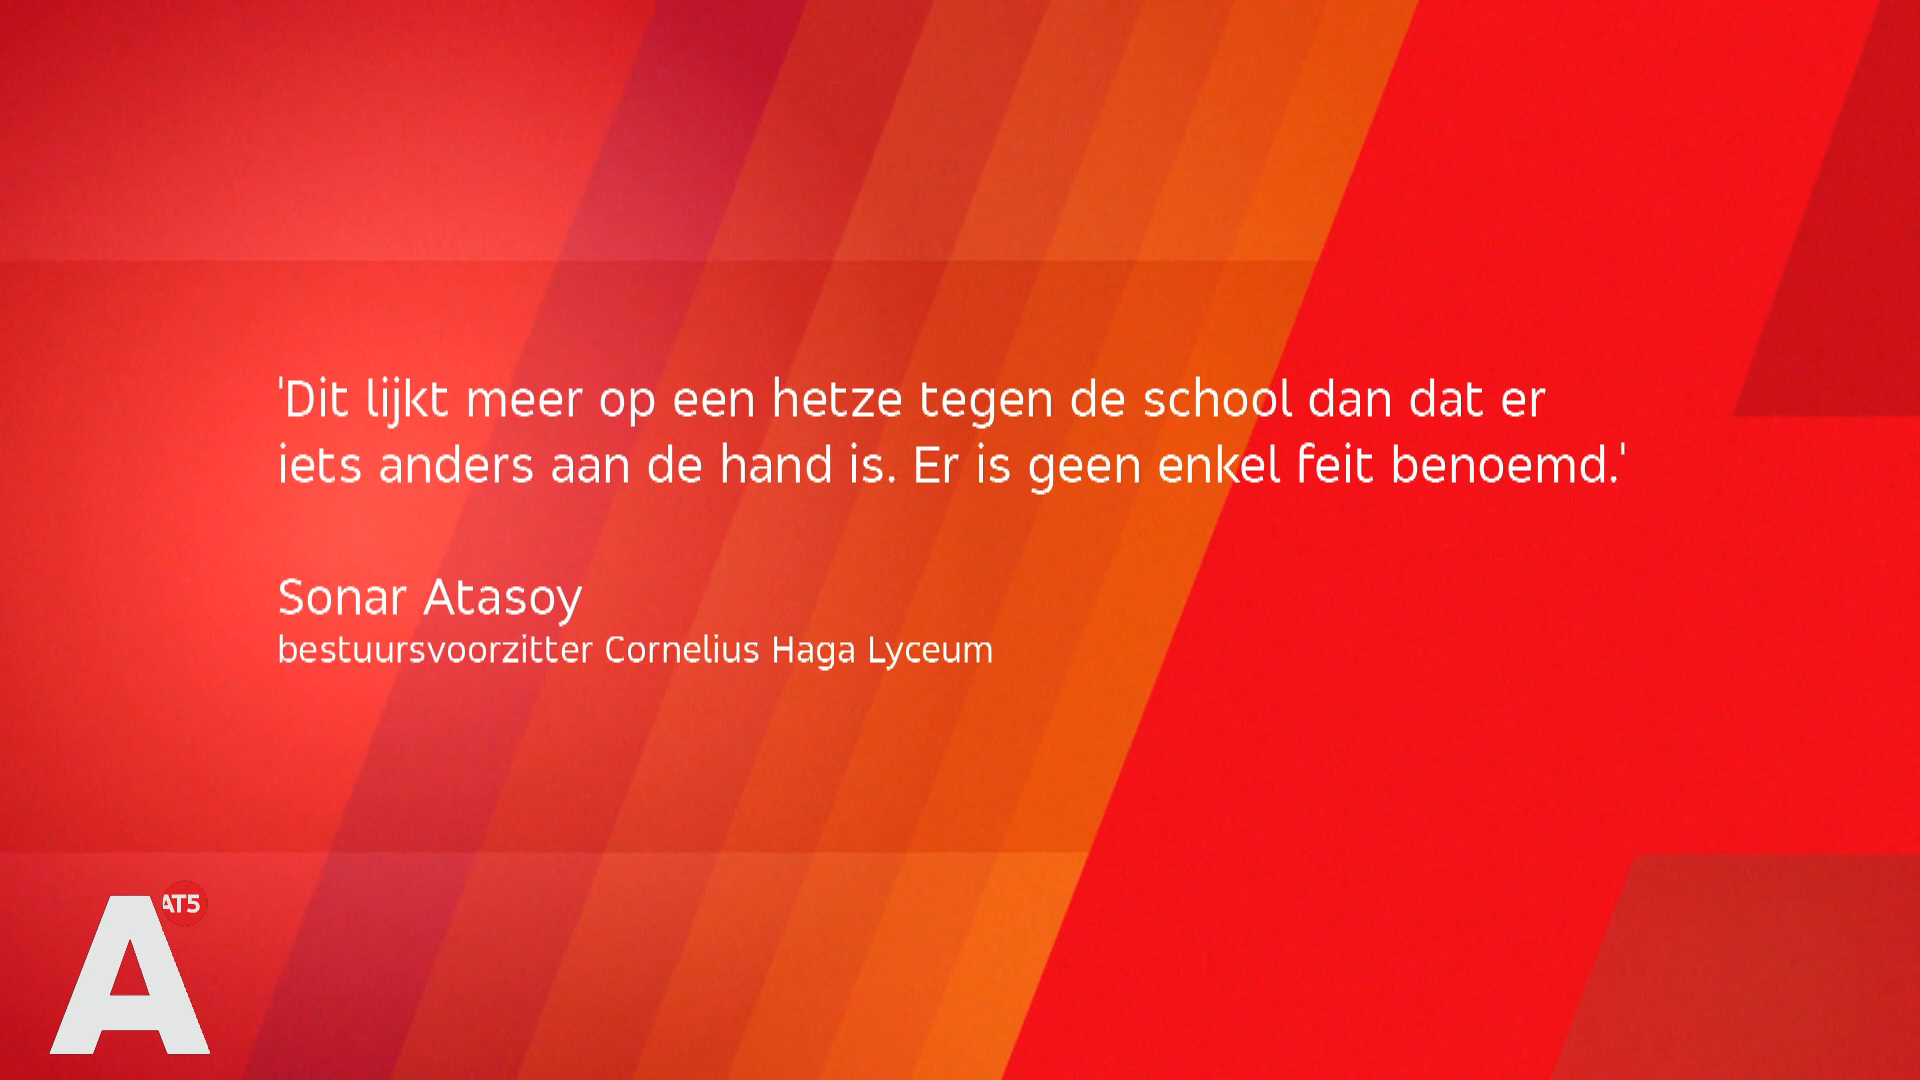 'Dit lijkt meer op een hetze tegen de school dan dat er
iets anders aan de hand is. Er is geen enkel feit benoemd.'
Sonar Atasoy
bestuursvoorzitter Cornelius Haga Lyceum
A
AT5